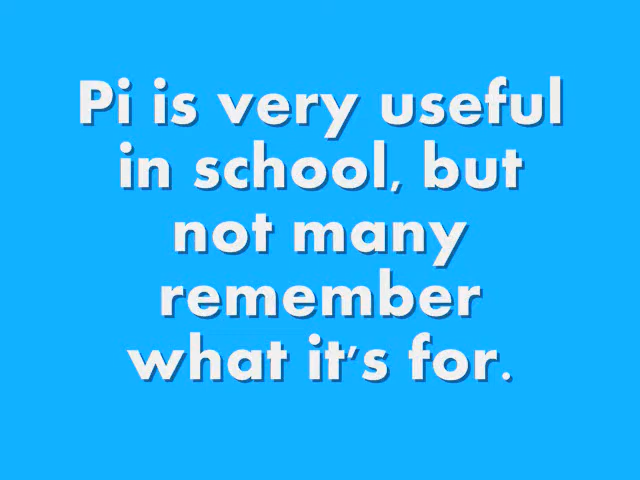 Pi is very useful
in school, but
not many
remember
what it's for.